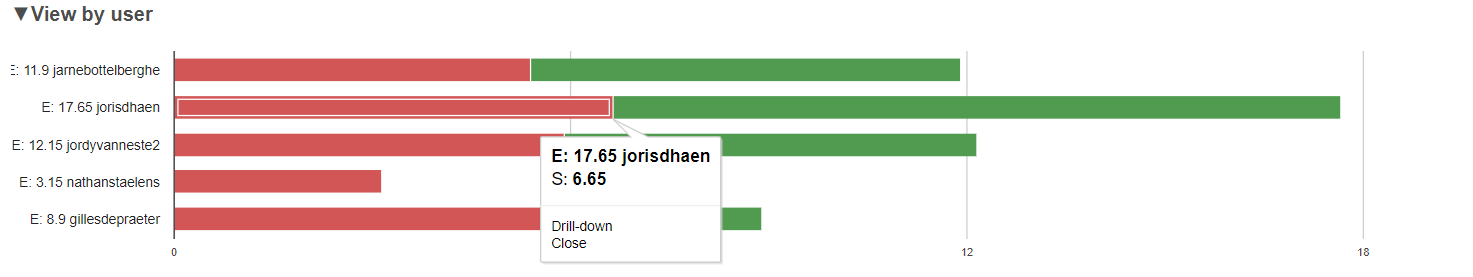 ▼View by user
E: 11.9 jarnebottelberghe
E: 17.65 jorisdhaen
E: 12.15 jordyvanneste2
E: 3.15 nathanstaelens
E: 8.9 gillesdepraeter
E: 17.65 jorisdhaen
S: 6.65
Drill-down
Close
0
12
18